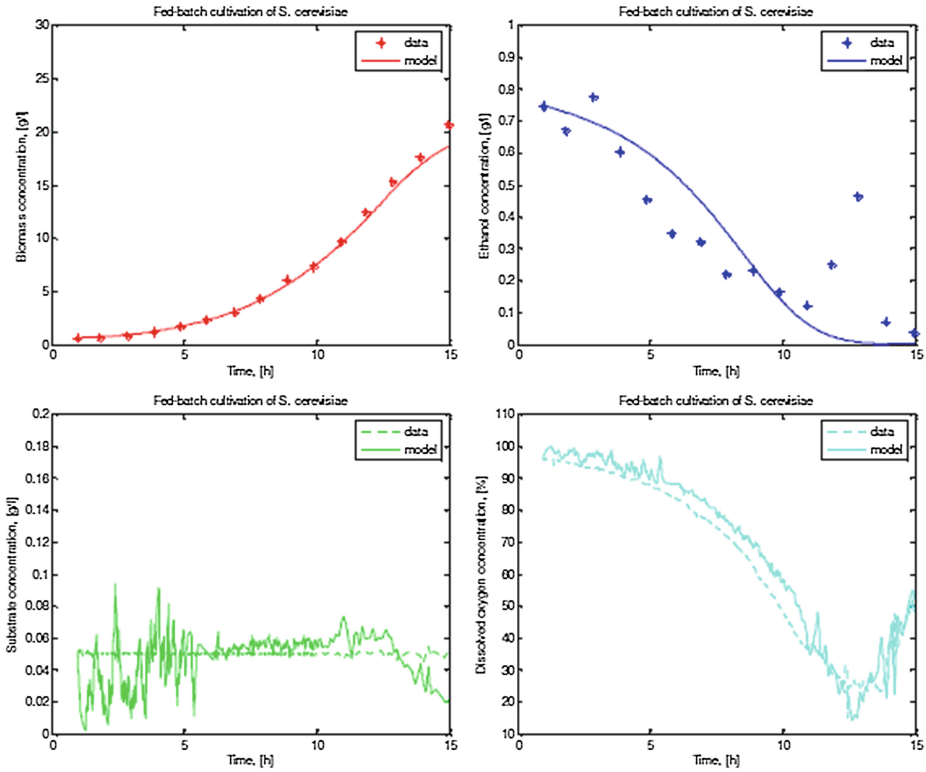 Fed-batch cultivation of S. cerevisiae
30
25
20
15
10
5
0
Biomass concentration, [g/l]
data
model
0 5 10 15
Time, [h]
Fed-batch cultivation of S. cerevisiae
1
0.9
0.8
0.7
0.6
0.5
0.4
0.3
0.2
0.1
0
Ethanol concentration, [g/l]
data
model
0 5 10 15
Time, [h]
Fed-batch cultivation of S. cerevisiae
0.2
0.18
0.16
0.14
0.12
0.1
0.08
0.06
0.04
0.02
0
Substrate concentration, [g/l]
data
model
0 5 10 15
Time, [h]
Fed-batch cultivation of S. cerevisiae
110
100
90
80
70
60
50
40
30
20
10
Dissolved oxygen concentration, [%]
data
model
0 5 10 15
Time, [h]